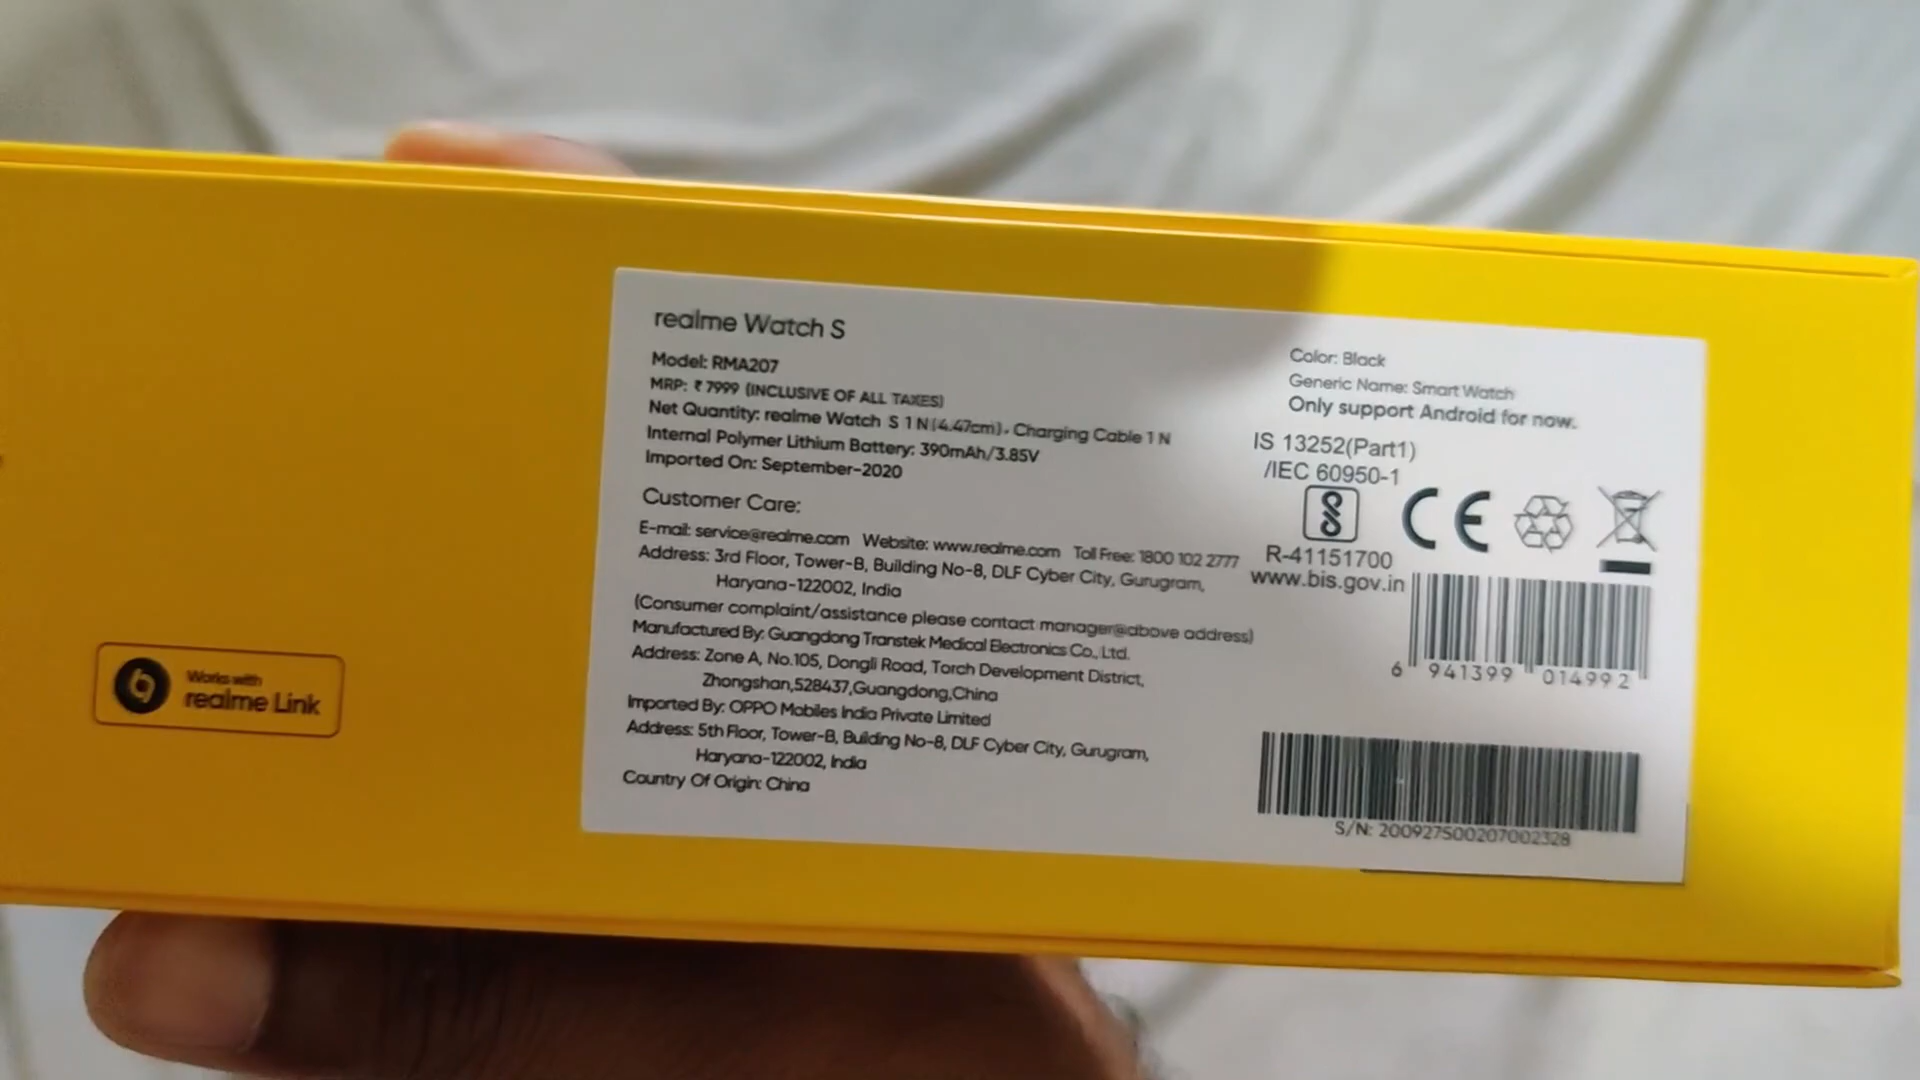 realme Watch S
Model: RMA207
MRP: ₹ 7999 (INCLUSIVE OF ALL TAXES)
Net Quantity: realme Watch S 1 N (4.47cm), Charging Cable 1 N
Internal Polymer Lithium Battery: 390mAh/3.85V
Imported On: September-2020
Customer Care:
E-mail: service@realme.com Website: www.realme.com Toll Free: 1800 102 2777
Address: 3rd Floor, Tower-B, Building No-8, DLF Cyber City, Gurugram,
Haryana-122002, India
(Consumer complaint/assistance please contact manager@above address)
Manufactured By: Guangdong Transtek Medical Electronics Co., Ltd.
Address: Zone A, No.105, Dongli Road, Torch Development District,
Zhongshan,528437,Guangdong,China
Imported By: OPPO Mobiles India Private Limited
Address: 5th Floor, Tower-B, Building No-8, DLF Cyber City, Gurugram,
Haryana-122002, India
Country Of Origin: China
Color: Black
Generic Name: Smart Watch
Only support Android for now.
IS 13252(Part1)
/IEC 60950-1
CE
R-41151700
www.bis.gov.in
6 941399 014992
S/N: 200927500207002328
Works with
realme Link